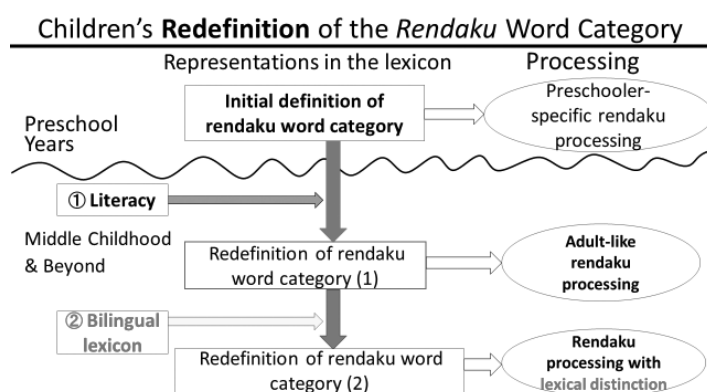 Children's Redefinition of the Rendaku Word Category
Representations in the lexicon
Processing
Initial definition of
rendaku word category
Preschooler-
specific rendaku
processing
Preschool
Years
① Literacy
Middle Childhood
& Beyond
Redefinition of rendaku
word category (1)
Adult-like
rendaku
processing
② Bilingual
lexicon
Redefinition of rendaku word
category (2)
Rendaku
processing with
lexical distinction